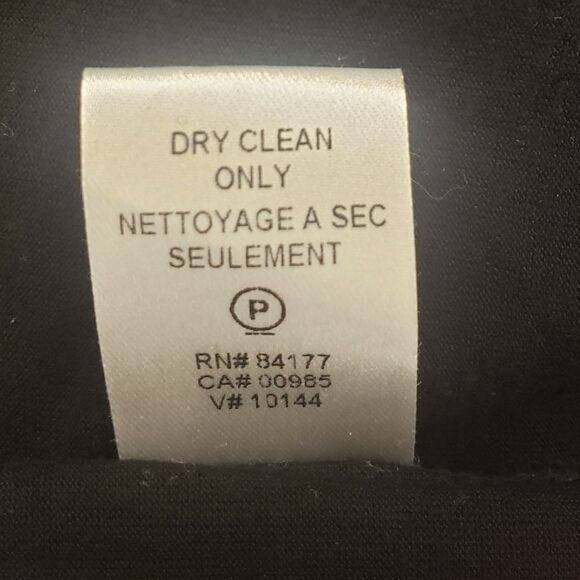 DRY CLEAN
ONLY
NETTOYAGE A SEC
SEULEMENT
P
RN# 84177
CA# 00985
V# 10144